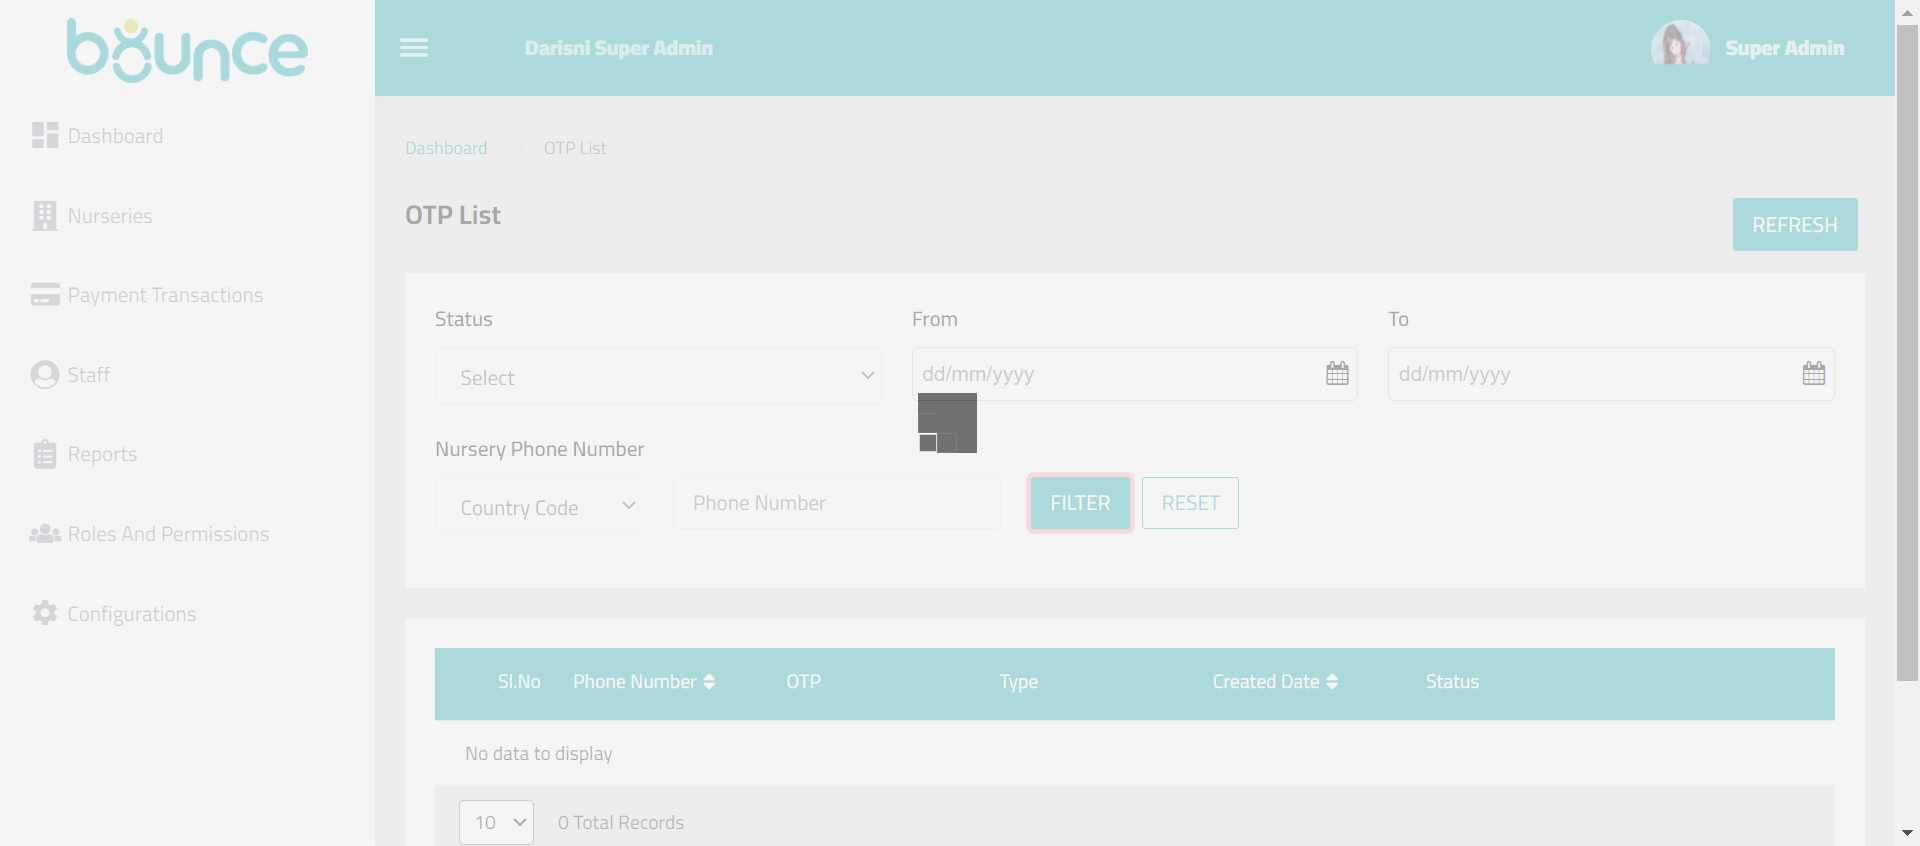 bounce
Darisni Super Admin
Super Admin
Dashboard
Nurseries
Payment Transactions
Staff
Reports
Roles And Permissions
Configurations
Dashboard
OTP List
OTP List
REFRESH
Status
From
To
Select
dd/mm/yyyy
dd/mm/yyyy
Nursery Phone Number
Country Code
Phone Number
FILTER
RESET
Sl.No
Phone Number
OTP
Type
Created Date
Status
No data to display
10
0 Total Records